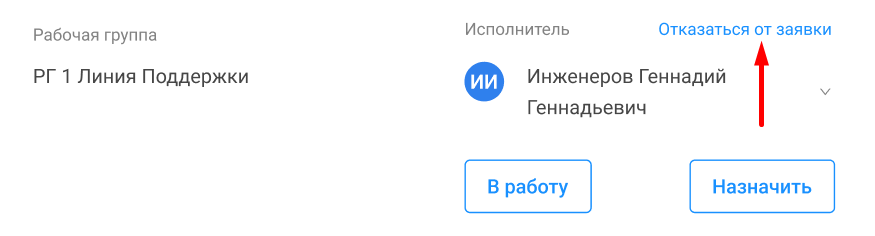 Рабочая группа
РГ 1 Линия Поддержки
Исполнитель
Отказаться от заявки
ИИ
Инженеров Геннадий
Геннадьевич
В работу
Назначить